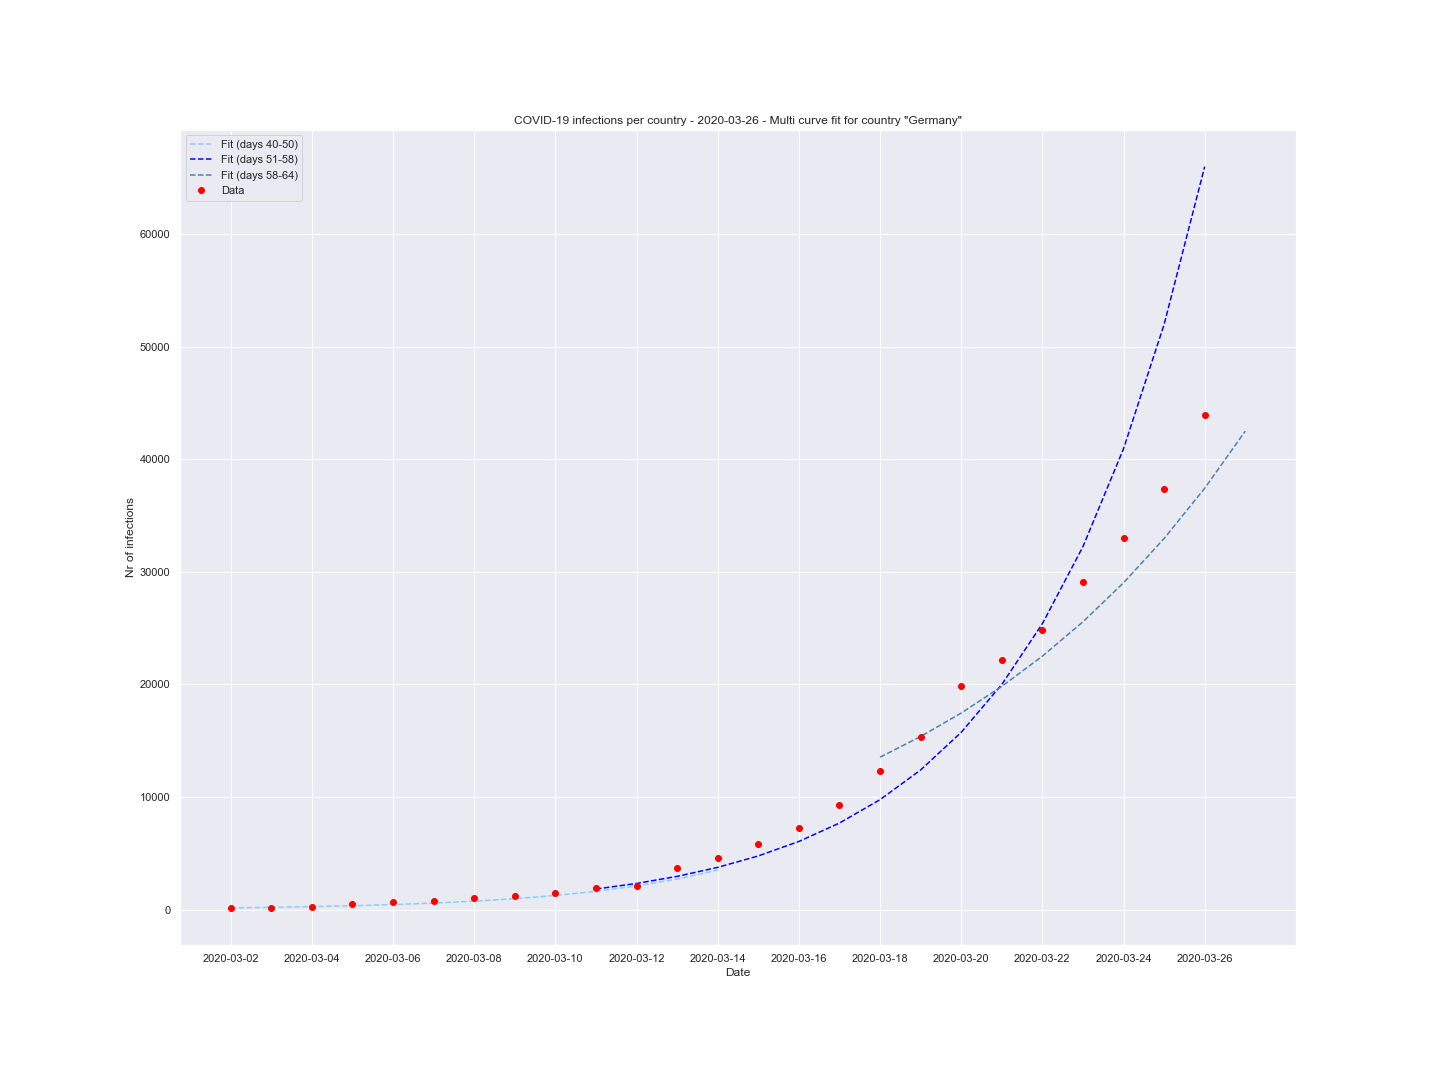 COVID-19 infections per country - 2020-03-26 - Multi curve fit for country "Germany"
Fit (days 40-50)
Fit (days 51-58)
Fit (days 58-64)
Data
60000
50000
40000
30000
20000
10000
0
Nr of infections
2020-03-02 2020-03-04 2020-03-06 2020-03-08 2020-03-10 2020-03-12 2020-03-14 2020-03-16 2020-03-18 2020-03-20 2020-03-22 2020-03-24 2020-03-26
Date